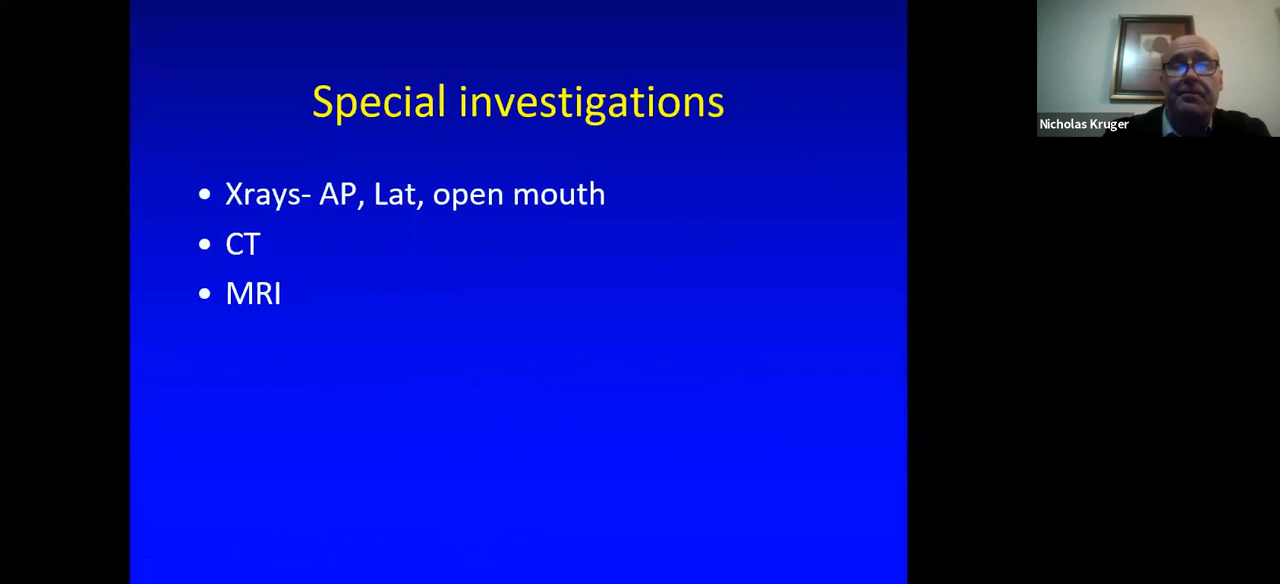 Special investigations
• Xrays- AP, Lat, open mouth
• CT
• MRI
Nicholas Kruger